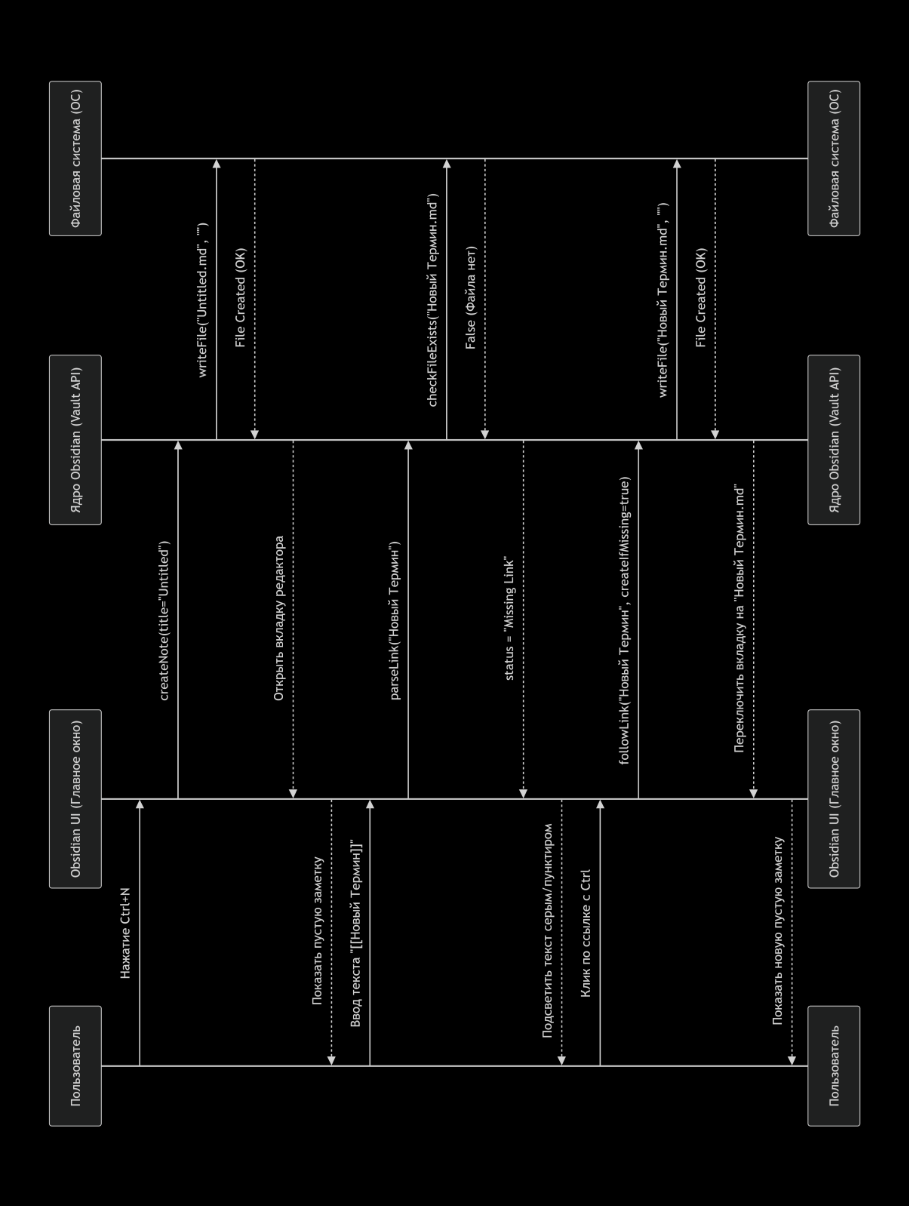 Пользователь
Obsidian UI (Главное окно)
Ядро Obsidian (Vault API)
Файловая система (ОС)
Нажатие Ctrl+N
createNote(title="Untitled")
writeFile("Untitled.md", "")
File Created (OK)
Открыть вкладку редактора
Показать пустую заметку
Ввод текста "[[Новый Термин]]"
parseLink("Новый Термин")
checkFileExists("Новый Термин.md")
False (Файла нет)
status = "Missing Link"
Подсветить текст серым/пунктиром
Клик по ссылке с Ctrl
followLink("Новый Термин", createIfMissing=true)
writeFile("Новый Термин.md", "")
File Created (OK)
Переключить вкладку на "Новый Термин.md"
Показать новую пустую заметку
Пользователь
Obsidian UI (Главное окно)
Ядро Obsidian (Vault API)
Файловая система (ОС)